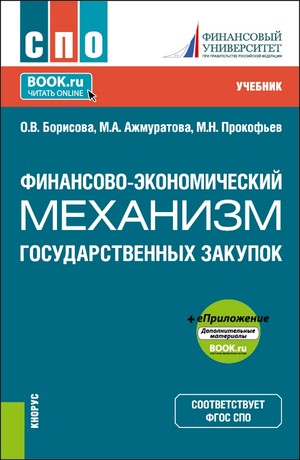 СПО
ФИНАНСОВЫЙ
УНИВЕРСИТЕТ
ПРИ ПРАВИТЕЛЬСТВЕ РОССИЙСКОЙ ФЕДЕРАЦИИ
BOOK.ru
ЧИТАТЬ ONLINE
УЧЕБНИК
О.В. Борисова, М.А. Ажмуратова, М.Н. Прокофьев
ФИНАНСОВО-ЭКОНОМИЧЕСКИЙ
МЕХАНИЗМ
ГОСУДАРСТВЕННЫХ ЗАКУПОК
+ еПриложение
Дополнительные
материалы
BOOK.ru
СООТВЕТСТВУЕТ
ФГОС СПО
КНОРУС